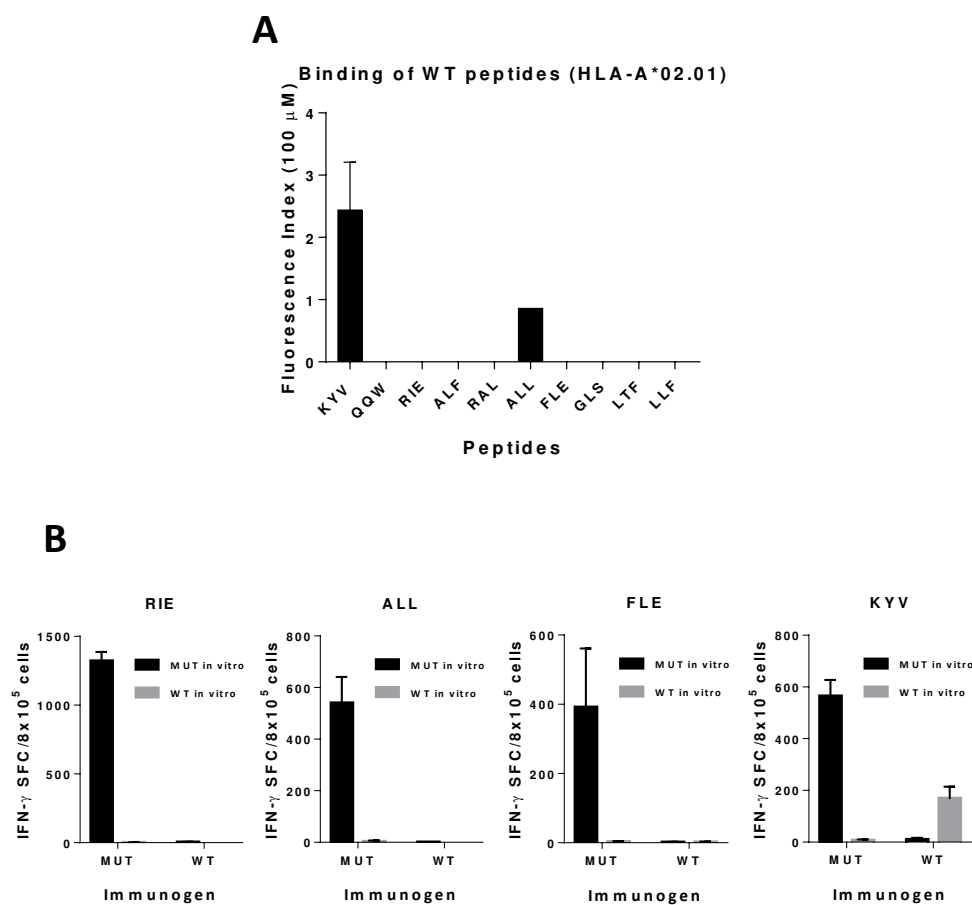 A
Binding of WT peptides (HLA-A*02.01)
Fluorescence Index (100 μM)
4
3
2
1
0
KYV
QQW
RIE
ALF
RAL
ALL
FLE
GLS
LTF
LLF
Peptides
B
RIE
IFN-γ SFC/8x10⁵ cells
1500
1000
500
0
MUT in vitro
WT in vitro
MUT
WT
Immunogen
ALL
IFN-γ SFC/8x10⁵ cells
800
600
400
200
0
MUT in vitro
WT in vitro
MUT
WT
Immunogen
FLE
IFN-γ SFC/8x10⁵ cells
600
400
200
0
MUT in vitro
WT in vitro
MUT
WT
Immunogen
KYV
IFN-γ SFC/8x10⁵ cells
800
600
400
200
0
MUT in vitro
WT in vitro
MUT
WT
Immunogen